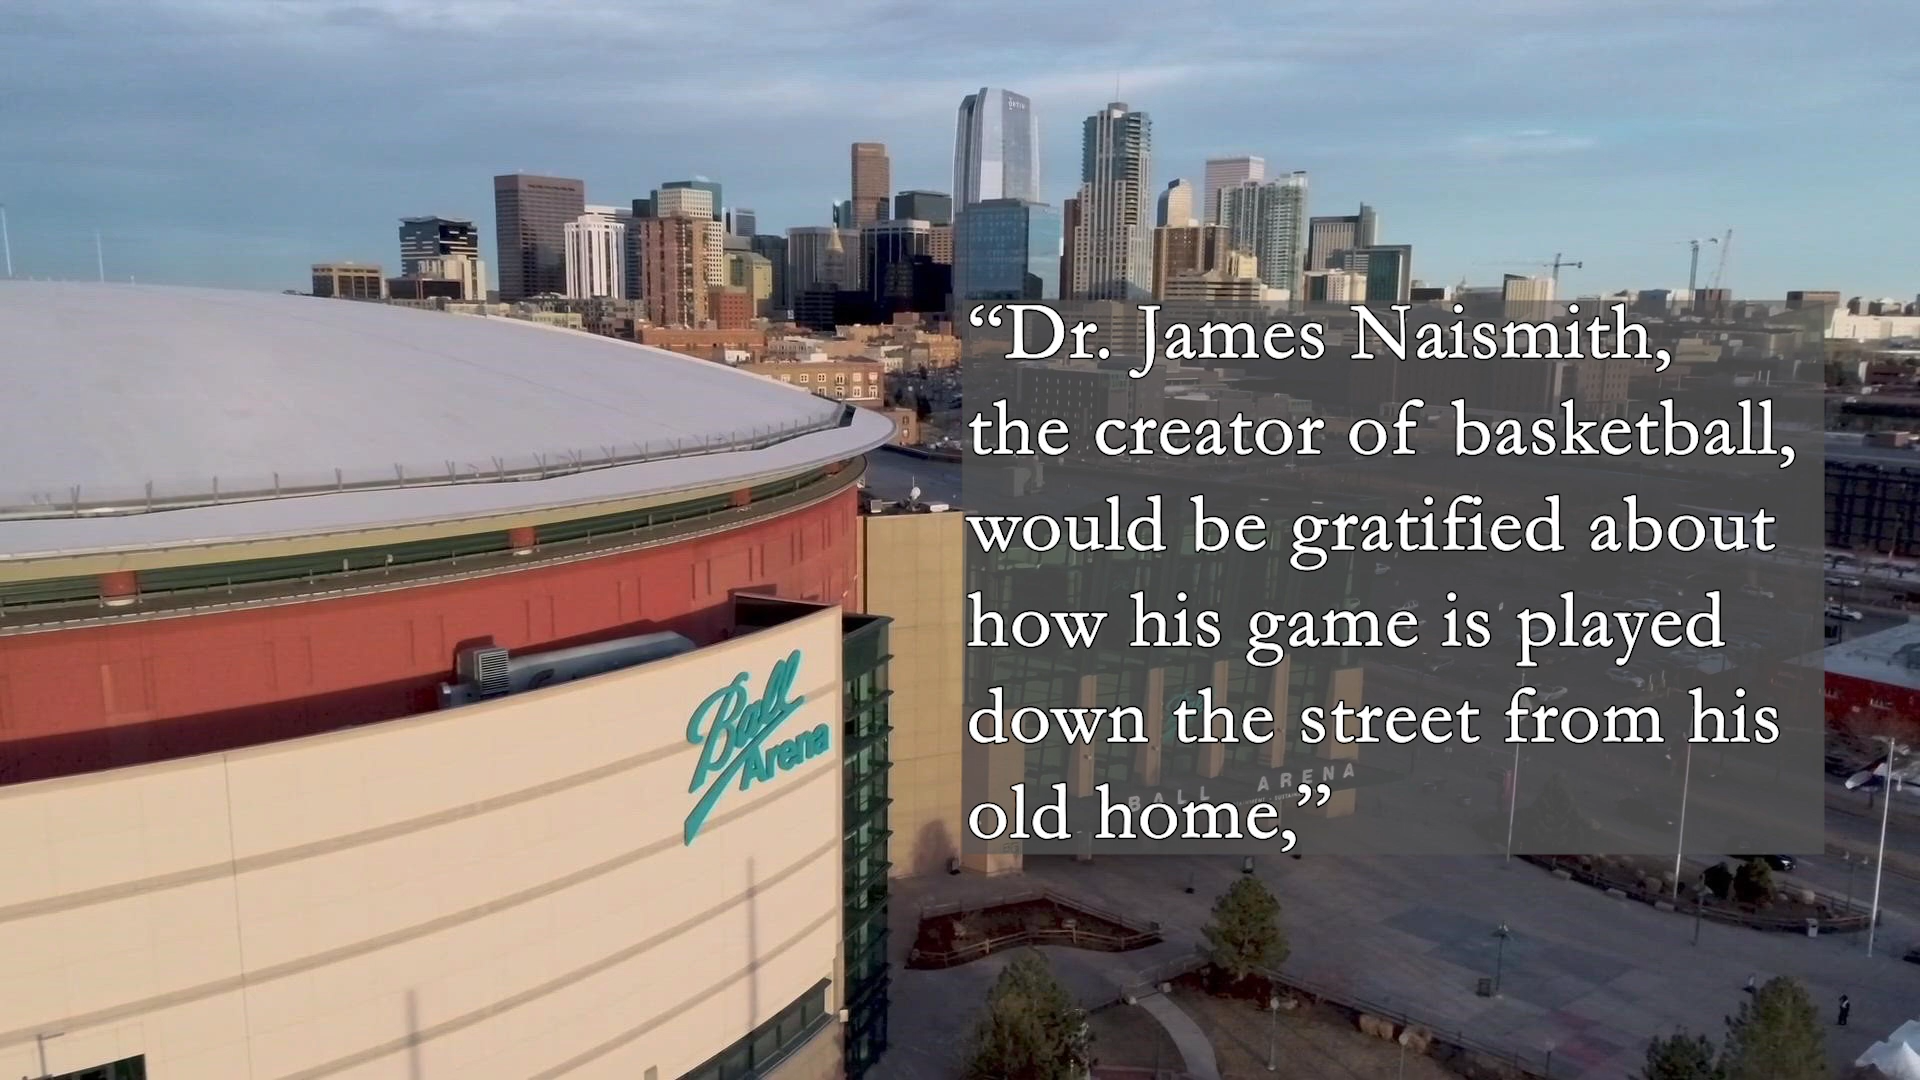 “Dr. James Naismith,
the creator of basketball,
would be gratified about
how his game is played
down the street from his
old home,”
Ball
Arena
BALL ARENA